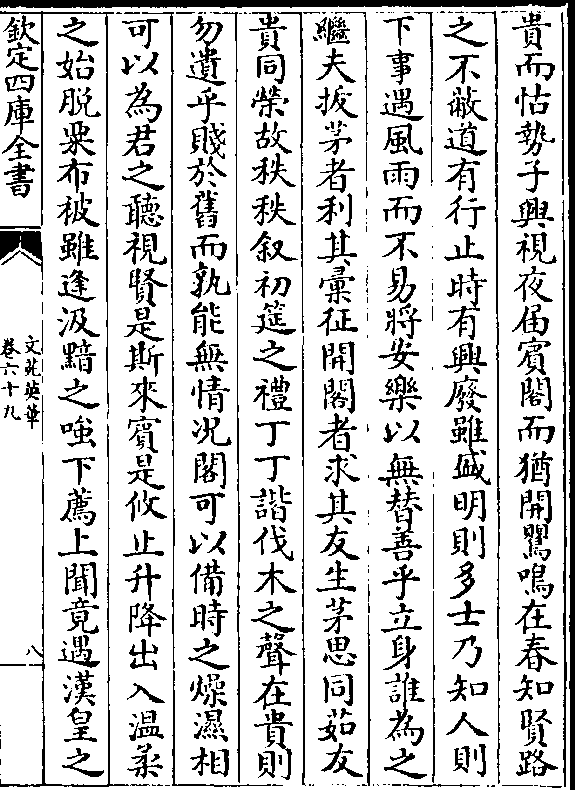 貴而怙勢子興視夜屆賓閣而猶開鸎鳴在春知賢路
之不蔽道有行止時有興廢雖盛明則多士乃知人則
下事遇風雨而不易將安樂以無替善乎立身誰為之
繼夫拔茅者利其彚征開閣者求其友生茅思同茹友
貴同榮故秩秩叙初筵之禮丁丁諧伐木之聲在貴則
勿遺乎賤於舊而孰能無情况閣可以備時之燥濕相
可以為君之聽視賢是斯來賓是攸止升降出入溫柔
之始脱粟布被雖逢汲黯之嗤下薦上聞竟遇漢皇之
欽定四庫全書
文苑英華
卷六十九
八